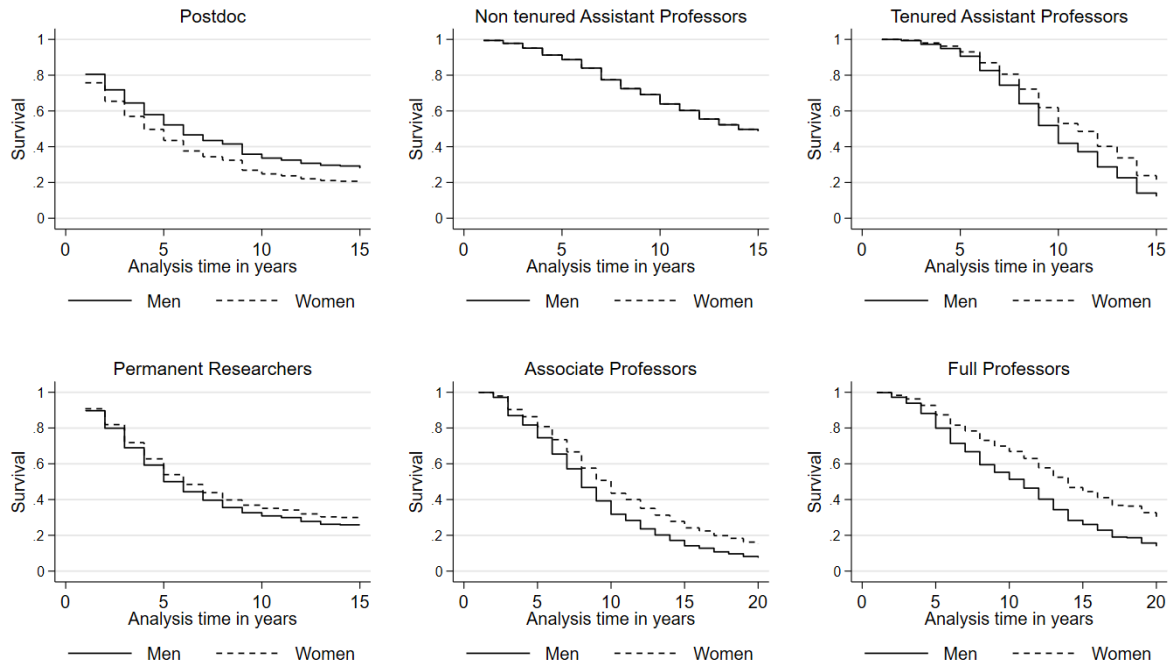 Postdoc
Survival
1
.8
.6
.4
.2
0
0 5 10 15
Analysis time in years
Men Women
Non tenured Assistant Professors
Survival
1
.8
.6
.4
.2
0
0 5 10 15
Analysis time in years
Men Women
Tenured Assistant Professors
Survival
1
.8
.6
.4
.2
0
0 5 10 15
Analysis time in years
Men Women
Permanent Researchers
Survival
1
.8
.6
.4
.2
0
0 5 10 15
Analysis time in years
Men Women
Associate Professors
Survival
1
.8
.6
.4
.2
0
0 5 10 15 20
Analysis time in years
Men Women
Full Professors
Survival
1
.8
.6
.4
.2
0
0 5 10 15 20
Analysis time in years
Men Women